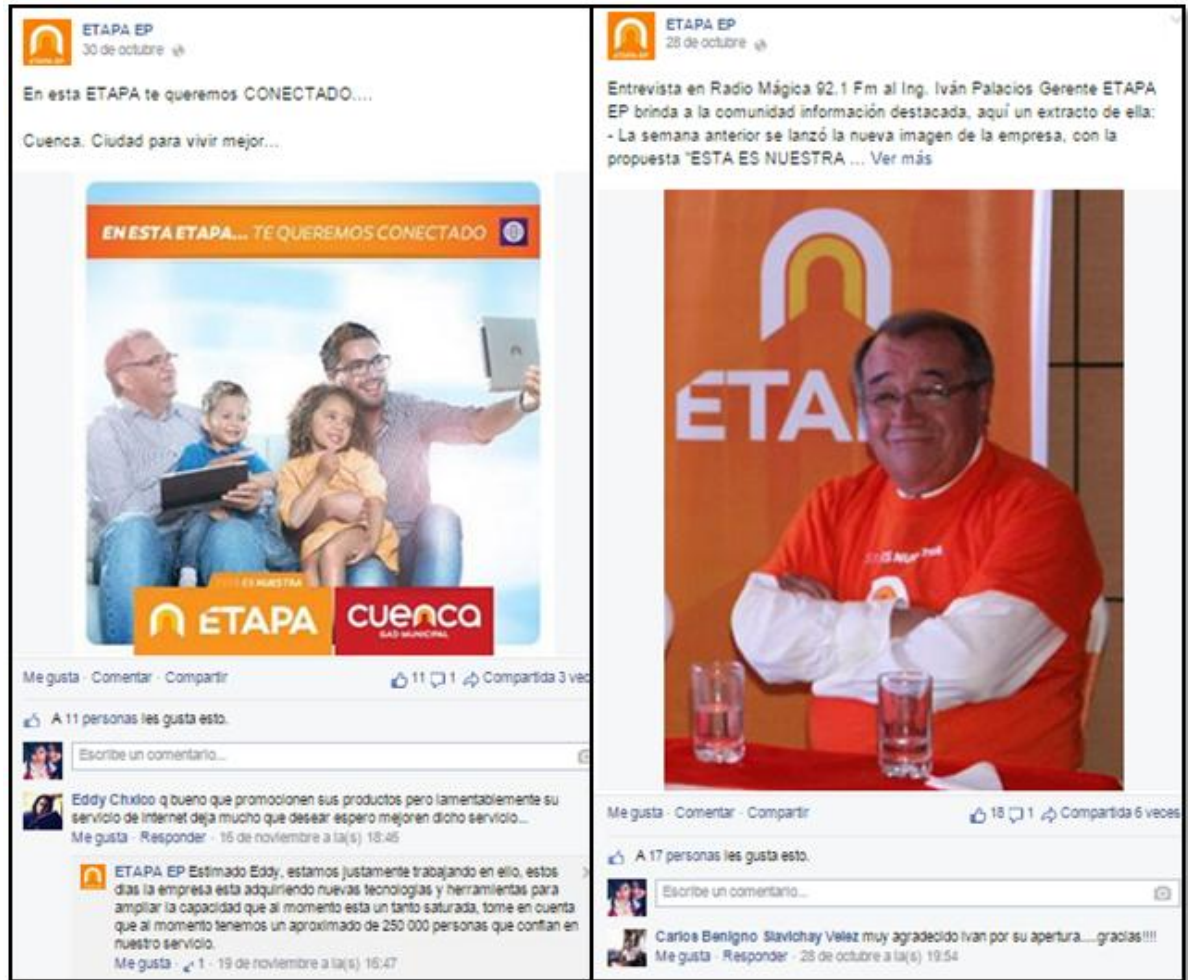 ETAPA EP
30 de octubre
En esta ETAPA te queremos CONECTADO....
Cuenca. Ciudad para vivir mejor...
EN ESTA ETAPA... TE QUEREMOS CONECTADO
ESTA ES NUESTRA
ETAPA
CUENCA
GAD MUNICIPAL
Me gusta · Comentar · Compartir
11 1 Compartida 3 vec
A 11 personas les gusta esto.
Escribe un comentario...
Eddy Chxico q bueno que promocionen sus productos pero lamentablemente su
servicio de internet deja mucho que desear espero mejoren dicho servicio...
Me gusta · Responder · 16 de noviembre a la(s) 18:46
ETAPA EP Estimado Eddy, estamos justamente trabajando en ello, estos
días la empresa esta adquiriendo nuevas tecnologías y herramientas para
ampliar la capacidad que al momento esta un tanto saturada, tome en cuenta
que al momento tenemos un aproximado de 250 000 personas que confían en
nuestro servicio.
Me gusta · 1 · 19 de noviembre a la(s) 16:47
ETAPA EP
28 de octubre
Entrevista en Radio Mágica 92.1 Fm al Ing. Iván Palacios Gerente ETAPA
EP brinda a la comunidad información destacada, aquí un extracto de ella:
- La semana anterior se lanzó la nueva imagen de la empresa, con la
propuesta "ESTA ES NUESTRA ... Ver más
ETA
Me gusta · Comentar · Compartir
18 1 Compartida 6 veces
A 17 personas les gusta esto.
Escribe un comentario...
Carlos Benigno Slavichay Velez muy agradecido ivan por su apertura....gracias!!!!
Me gusta · Responder · 28 de octubre a la(s) 19:54